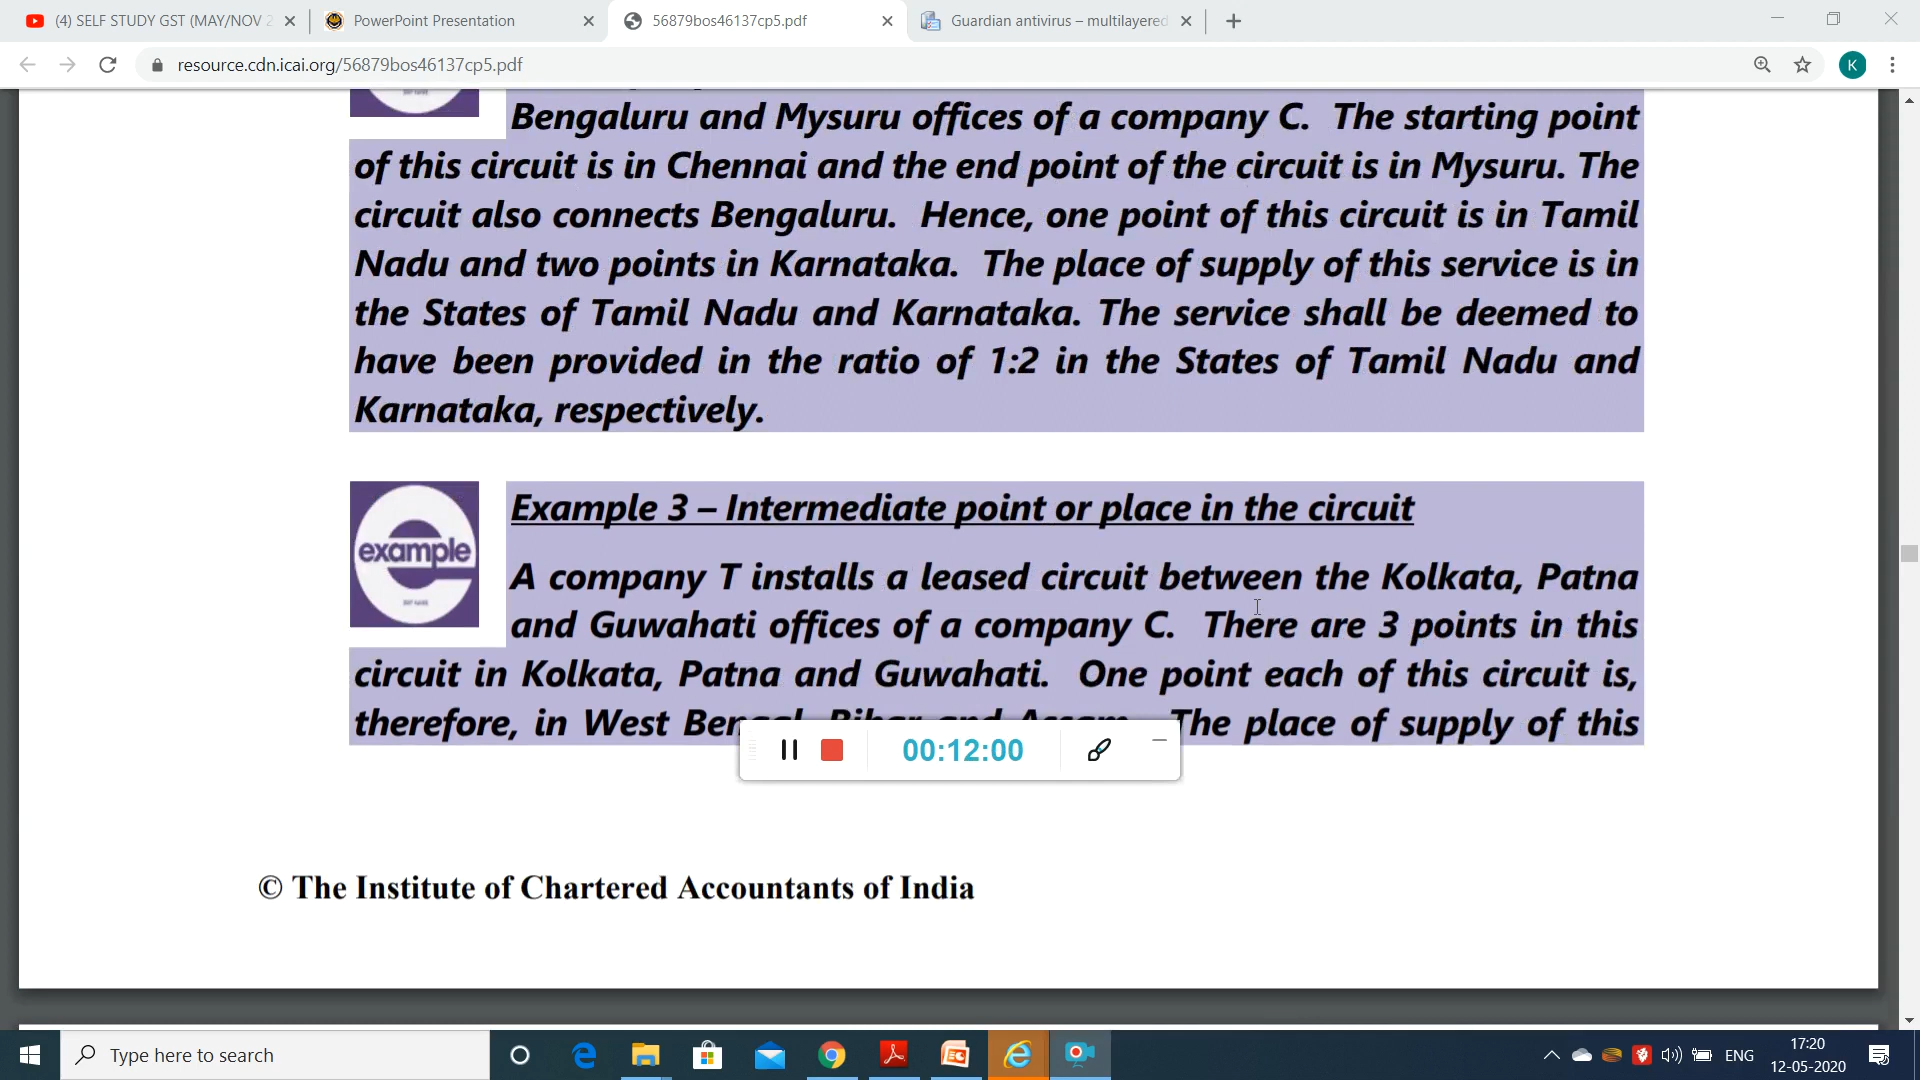 (4) SELF STUDY GST (MAY/NOV 2
PowerPoint Presentation
56879bos46137cp5.pdf
Guardian antivirus – multilayered
resource.cdn.icai.org/56879bos46137cp5.pdf
K
Bengaluru and Mysuru offices of a company C. The starting point
of this circuit is in Chennai and the end point of the circuit is in Mysuru. The
circuit also connects Bengaluru. Hence, one point of this circuit is in Tamil
Nadu and two points in Karnataka. The place of supply of this service is in
the States of Tamil Nadu and Karnataka. The service shall be deemed to
have been provided in the ratio of 1:2 in the States of Tamil Nadu and
Karnataka, respectively.
example
Example 3 – Intermediate point or place in the circuit
A company T installs a leased circuit between the Kolkata, Patna
and Guwahati offices of a company C. There are 3 points in this
circuit in Kolkata, Patna and Guwahati. One point each of this circuit is,
therefore, in West Bengal, Bihar and Assam. The place of supply of this
00:12:00
© The Institute of Chartered Accountants of India
Type here to search
ENG
17:20
12-05-2020